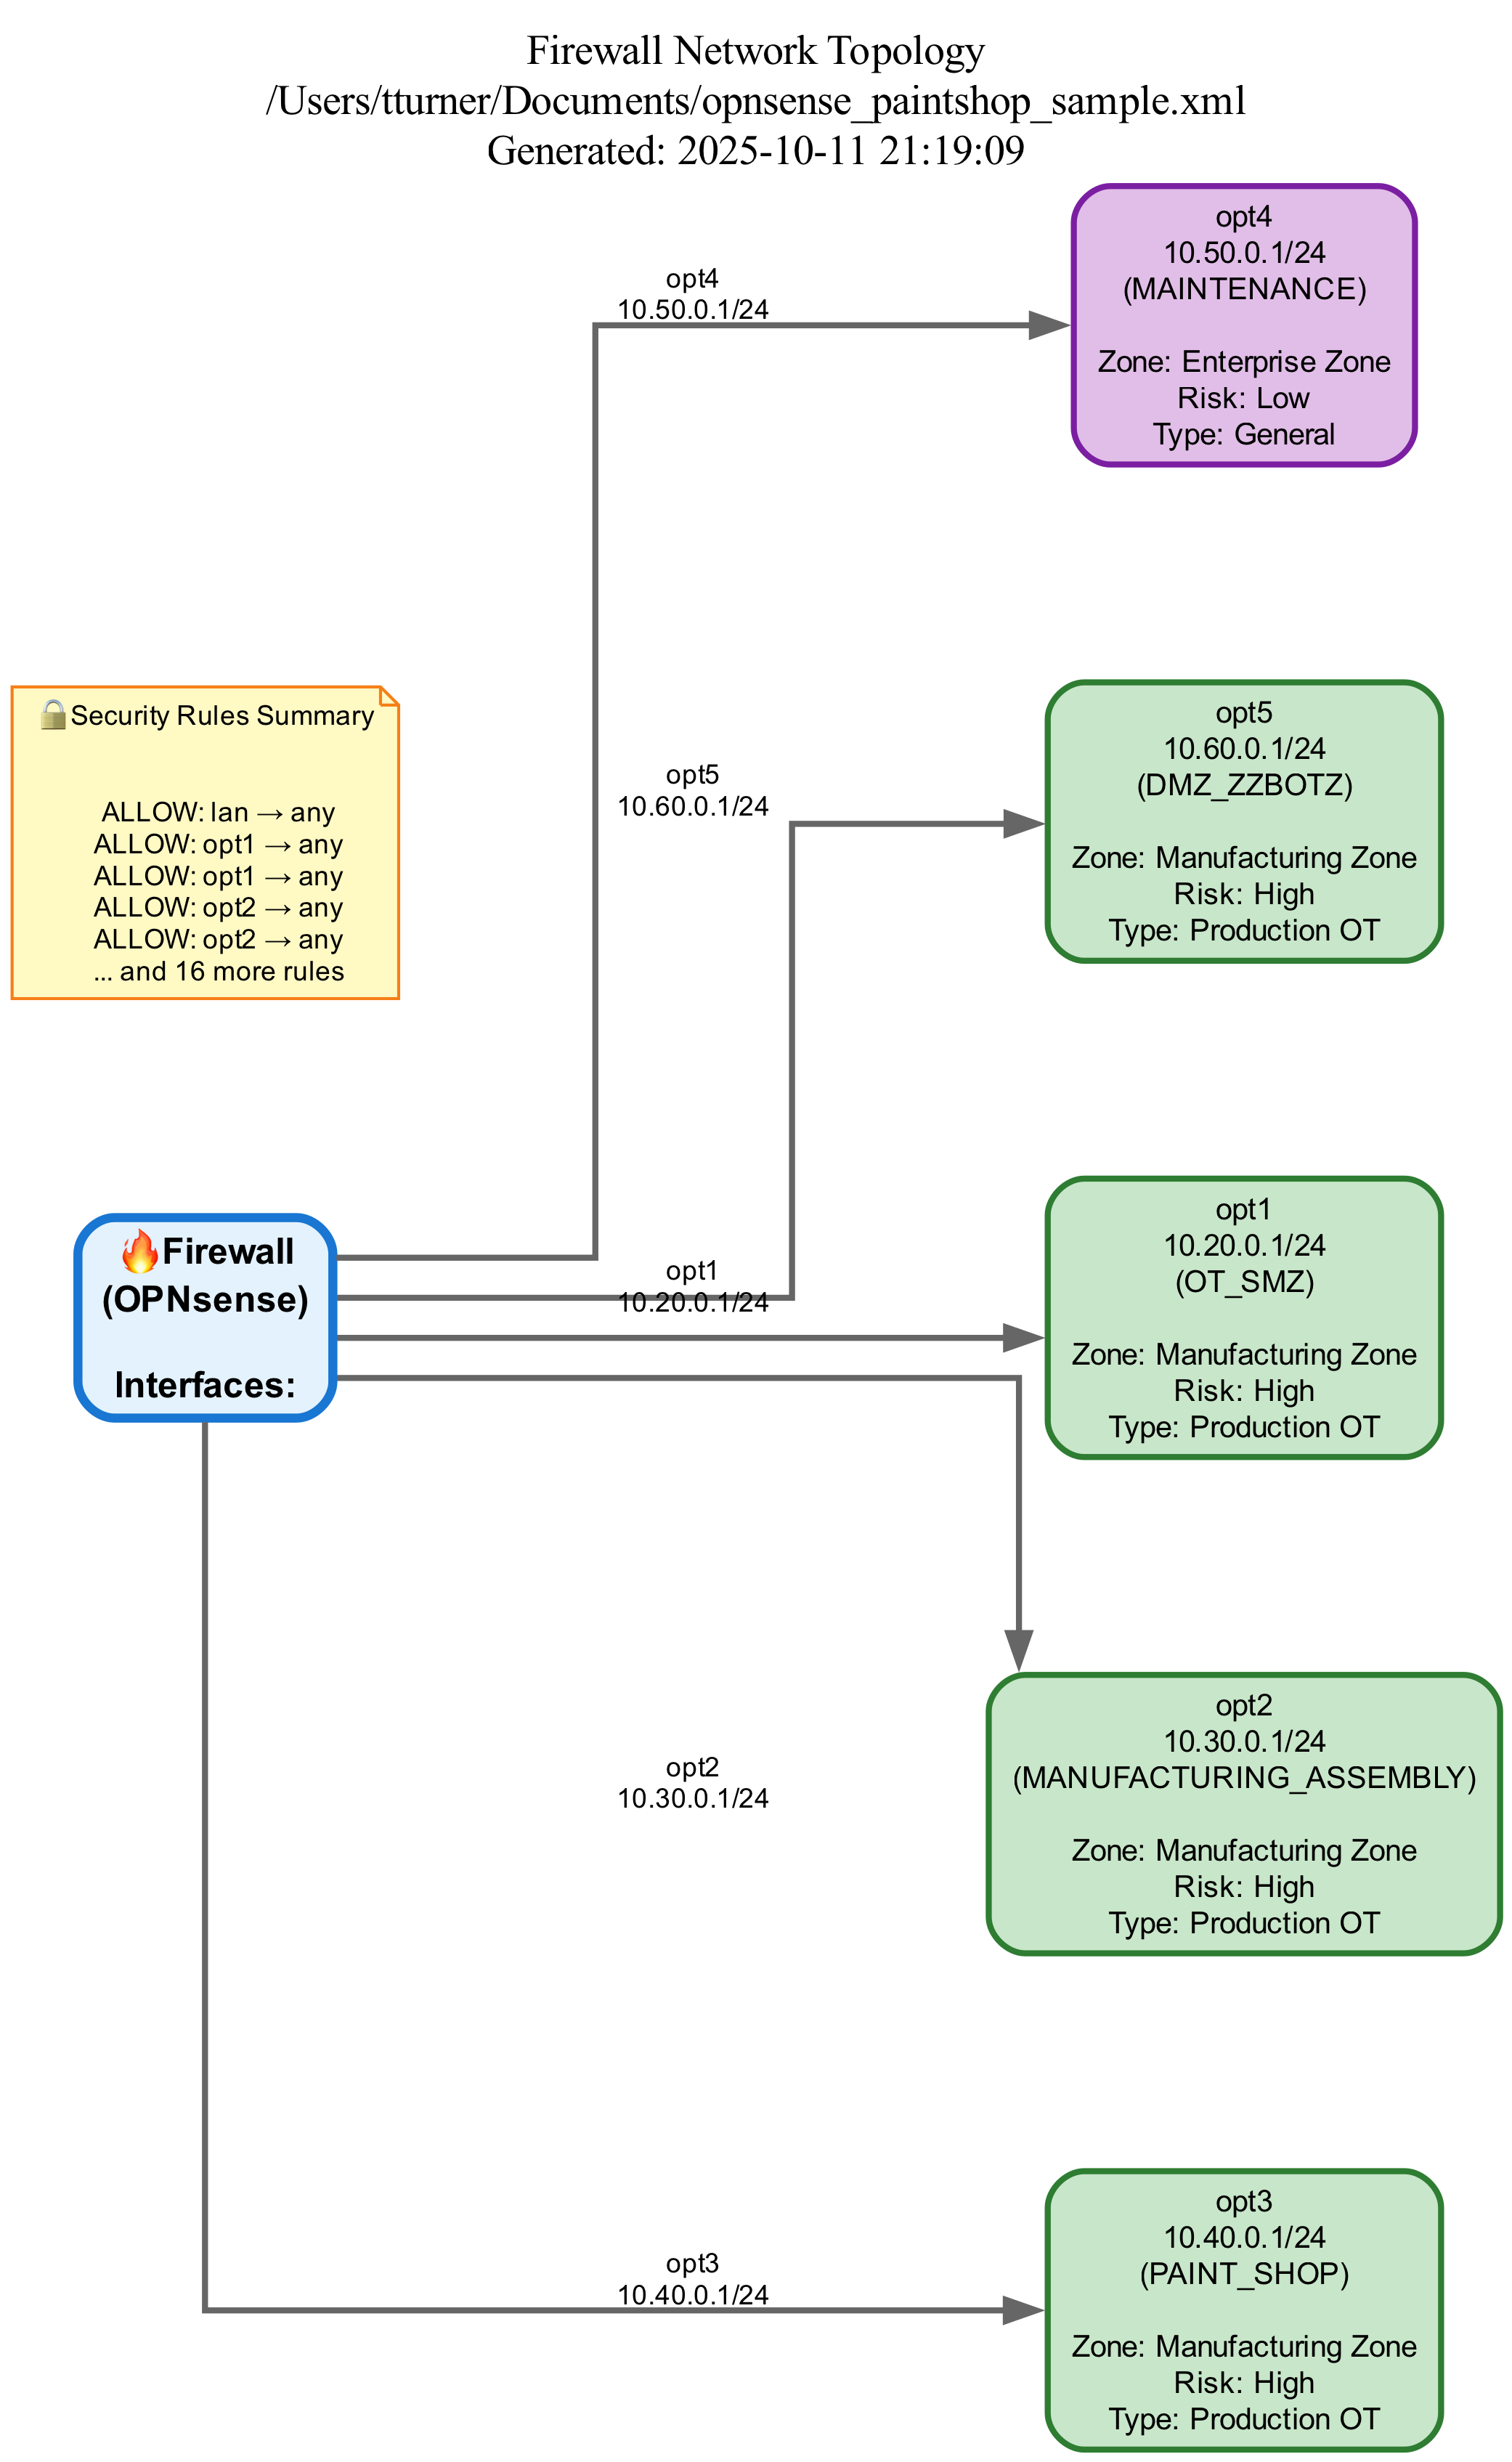 Firewall Network Topology
/Users/tturner/Documents/opnsense_paintshop_sample.xml
Generated: 2025-10-11 21:19:09
opt4
10.50.0.1/24
(MAINTENANCE)
Zone: Enterprise Zone
Risk: Low
Type: General
opt4
10.50.0.1/24
🔒Security Rules Summary
ALLOW: lan → any
ALLOW: opt1 → any
ALLOW: opt1 → any
ALLOW: opt2 → any
ALLOW: opt2 → any
... and 16 more rules
opt5
10.60.0.1/24
opt5
10.60.0.1/24
(DMZ_ZZBOTZ)
Zone: Manufacturing Zone
Risk: High
Type: Production OT
🔥Firewall
(OPNsense)
Interfaces:
opt1
10.20.0.1/24
opt1
10.20.0.1/24
(OT_SMZ)
Zone: Manufacturing Zone
Risk: High
Type: Production OT
opt2
10.30.0.1/24
opt2
10.30.0.1/24
(MANUFACTURING_ASSEMBLY)
Zone: Manufacturing Zone
Risk: High
Type: Production OT
opt3
10.40.0.1/24
opt3
10.40.0.1/24
(PAINT_SHOP)
Zone: Manufacturing Zone
Risk: High
Type: Production OT